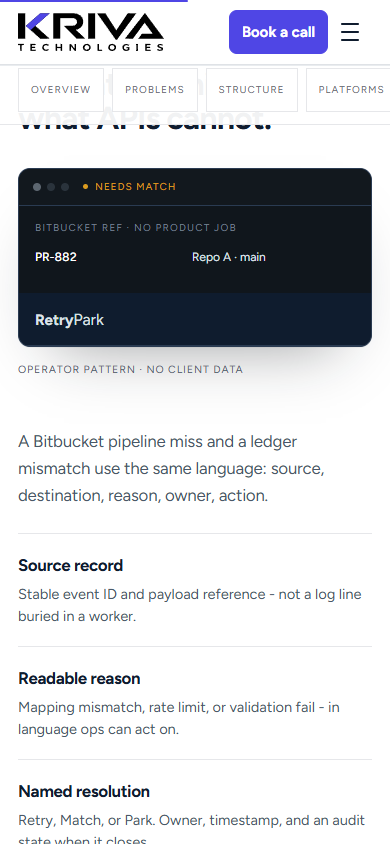 KRIVA
TECHNOLOGIES
Book a call
OVERVIEW
PROBLEMS
STRUCTURE
PLATFORMS
what APIs cannot.
NEEDS MATCH
BITBUCKET REF · NO PRODUCT JOB
PR-882
Repo A · main
RetryPark
OPERATOR PATTERN · NO CLIENT DATA
A Bitbucket pipeline miss and a ledger
mismatch use the same language: source,
destination, reason, owner, action.
Source record
Stable event ID and payload reference - not a log line
buried in a worker.
Readable reason
Mapping mismatch, rate limit, or validation fail - in
language ops can act on.
Named resolution
Retry, Match, or Park. Owner, timestamp, and an audit
state when it closes.